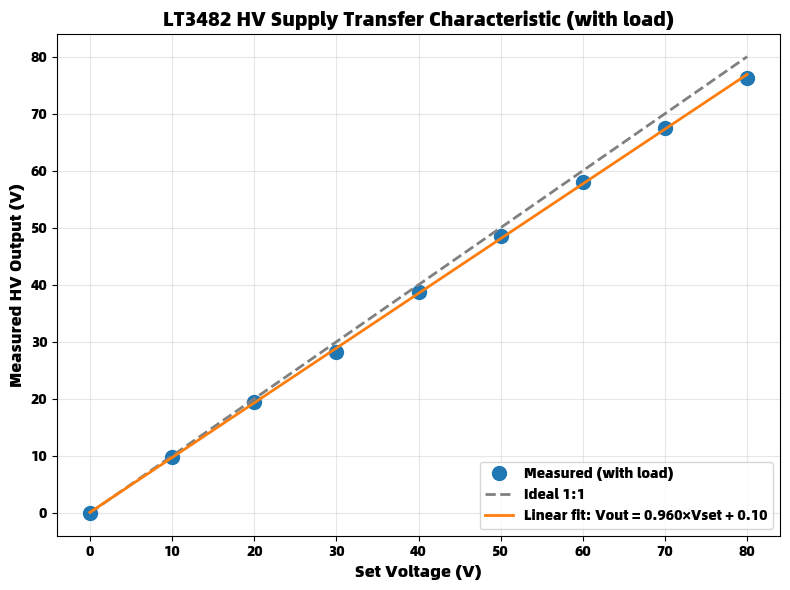 LT3482 HV Supply Transfer Characteristic (with load)
Measured HV Output (V)
80
70
60
50
40
30
20
10
0
0 10 20 30 40 50 60 70 80
Set Voltage (V)
Measured (with load)
Ideal 1:1
Linear fit: Vout = 0.960×Vset + 0.10